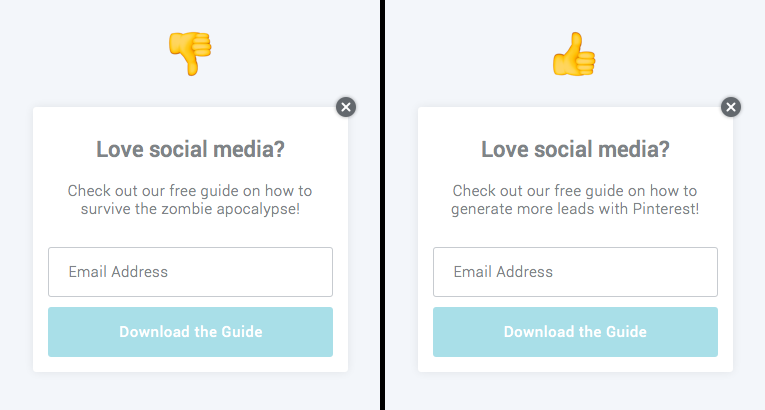 Love social media?
Check out our free guide on how to
survive the zombie apocalypse!
Email Address
Download the Guide
Love social media?
Check out our free guide on how to
generate more leads with Pinterest!
Email Address
Download the Guide